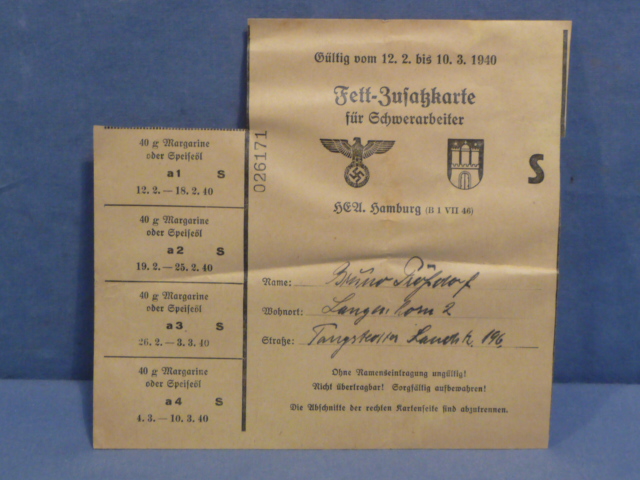 40 g Margarine
oder Speiseöl
a1 S
12. 2. — 18. 2. 40
40 g Margarine
oder Speiseöl
a2 S
19. 2. — 25. 2. 40
40 g Margarine
oder Speiseöl
a3 S
26. 2. — 3. 3. 40
40 g Margarine
oder Speiseöl
a4 S
4. 3. — 10. 3. 40
026171
Gültig vom 12. 2. bis 10. 3. 1940
Fett-Zusatzkarte
für Schwerarbeiter
S
HEA. Hamburg (B I VII 46)
Name: Bruno
Wohnort: 2
Straße: 196
Ohne Namenseintragung ungültig!
Nicht übertragbar! Sorgfältig aufbewahren!
Die Abschnitte der rechten Kartenseite sind abzutrennen.